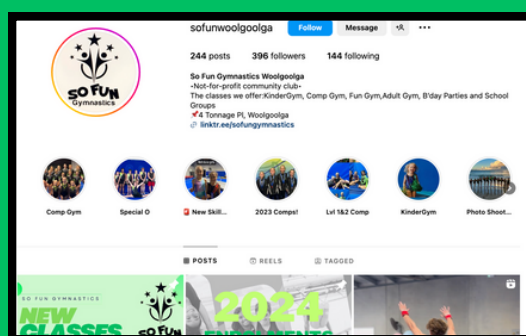 sofunwoolgoolga Follow Message
244 posts 396 followers 144 following
So Fun Gymnastics Woolgoolga
-Not-for-profit community club-
The classes we offer:KinderGym, Comp Gym, Fun Gym,Adult Gym, B'day Parties and School
Groups
📌4 Tonnage Pl, Woolgoolga
linktr.ee/sofungymnastics
SO FUN
Gymnastics
Comp Gym Special O 🚨 New Skill... 2023 Comps! Lvl 1&2 Comp KinderGym Photo Shoot...
POSTS REELS TAGGED
SO FUN GYMNASTICS
NEW
CLASSES
SO FUN
2024
ENROLMENTS